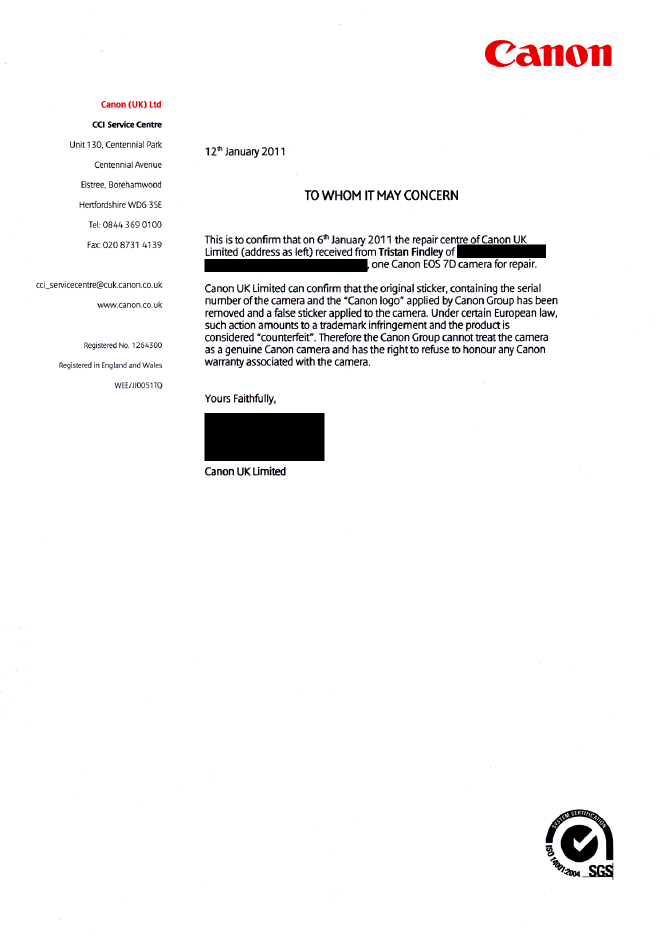 Canon
Canon (UK) Ltd
CCI Service Centre
Unit 130, Centennial Park
Centennial Avenue
Elstree, Borehamwood
Hertfordshire WD6 3SE
Tel: 0844 369 0100
Fax: 020 8731 4139
cci_servicecentre@cuk.canon.co.uk
www.canon.co.uk
Registered No. 1264300
Registered in England and Wales
WEE/JJ0051TQ
12th January 2011
TO WHOM IT MAY CONCERN
This is to confirm that on 6th January 2011 the repair centre of Canon UK
Limited (address as left) received from Tristan Findley of
, one Canon EOS 7D camera for repair.
Canon UK Limited can confirm that the original sticker, containing the serial
number of the camera and the “Canon logo” applied by Canon Group has been
removed and a false sticker applied to the camera. Under certain European law,
such action amounts to a trademark infringement and the product is
considered “counterfeit”. Therefore the Canon Group cannot treat the camera
as a genuine Canon camera and has the right to refuse to honour any Canon
warranty associated with the camera.
Yours Faithfully,
Canon UK Limited
SYSTEM CERTIFICATION
ISO 14001:2004
SGS